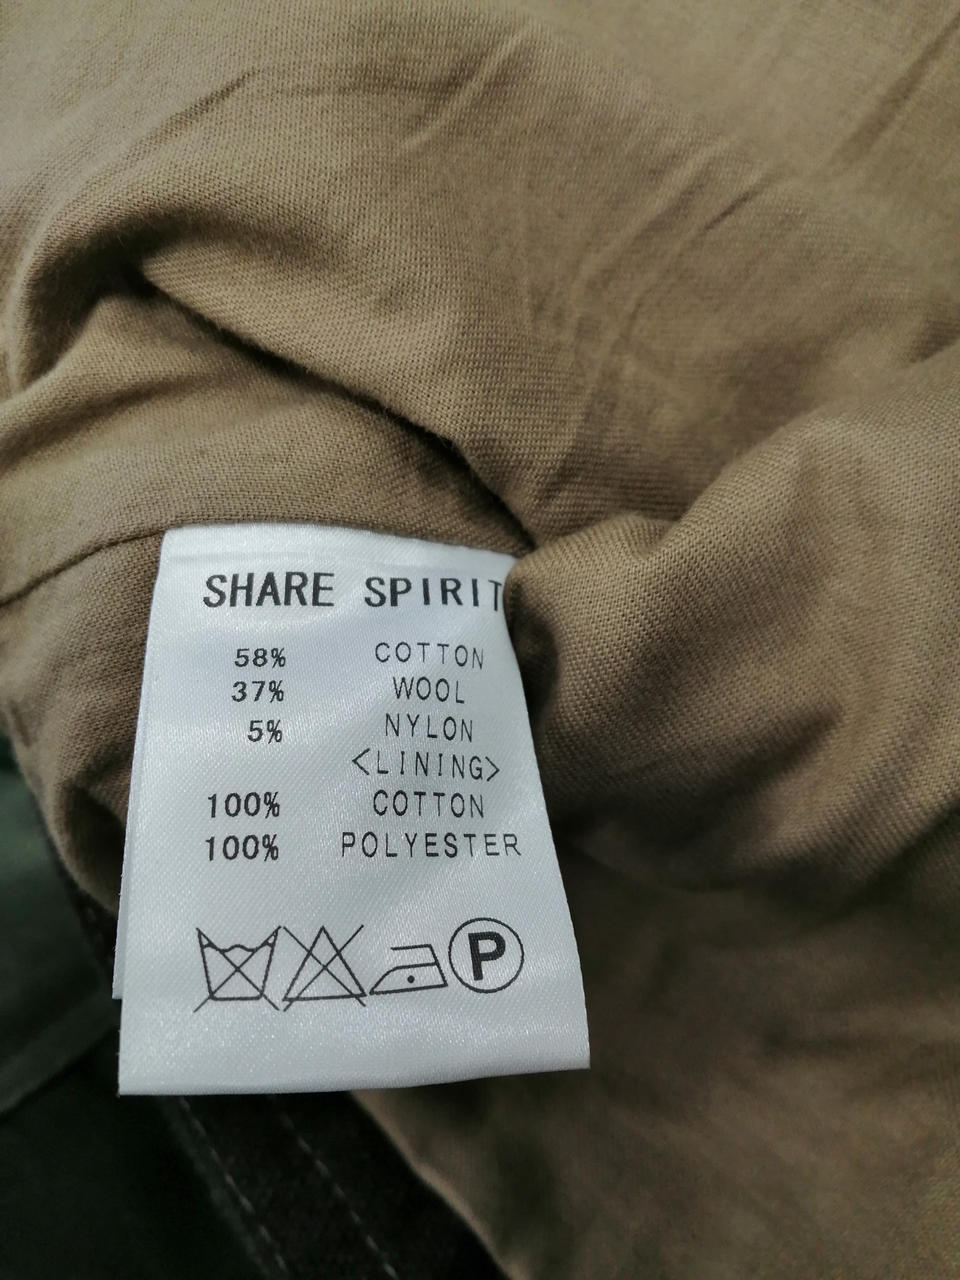 SHARE SPIRIT
58% COTTON
37% WOOL
5% NYLON
<LINING>
100% COTTON
100% POLYESTER
P